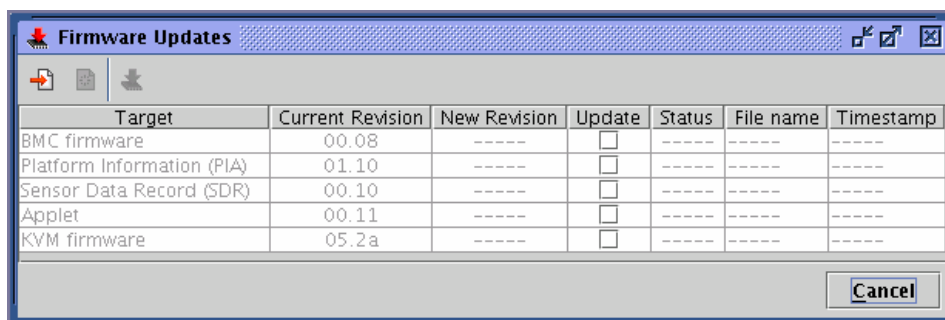 Firmware Updates
Target Current Revision New Revision Update Status File name Timestamp
BMC firmware 00.08 ----- ----- ----- -----
Platform Information (PIA) 01.10 ----- ----- ----- -----
Sensor Data Record (SDR) 00.10 ----- ----- ----- -----
Applet 00.11 ----- ----- ----- -----
KVM firmware 05.2a ----- ----- ----- -----
Cancel